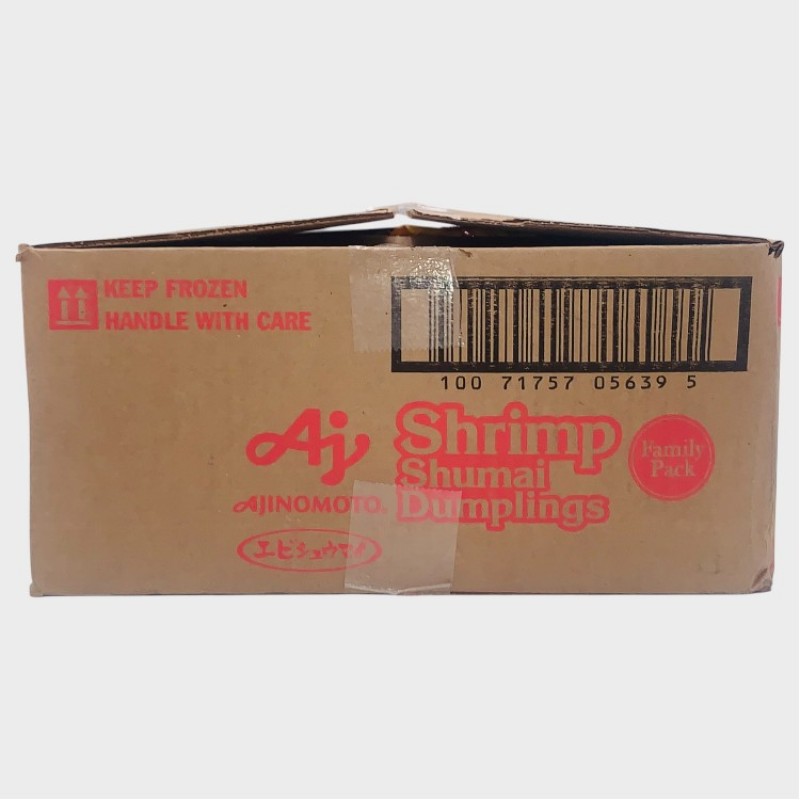 KEEP FROZEN
HANDLE WITH CARE
100 71757 05639 5
Aj
AJINOMOTO®
エビシュウマイ
Shrimp
Shumai
Dumplings
Family
Pack